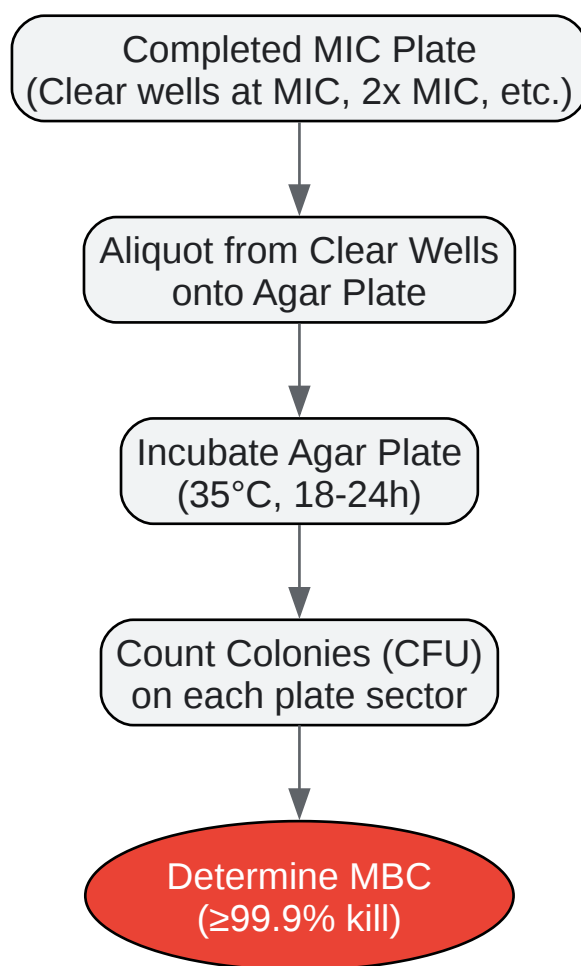 Completed MIC Plate
(Clear wells at MIC, 2x MIC, etc.)
Aliquot from Clear Wells
onto Agar Plate
Incubate Agar Plate
(35°C, 18-24h)
Count Colonies (CFU)
on each plate sector
Determine MBC
(≥99.9% kill)